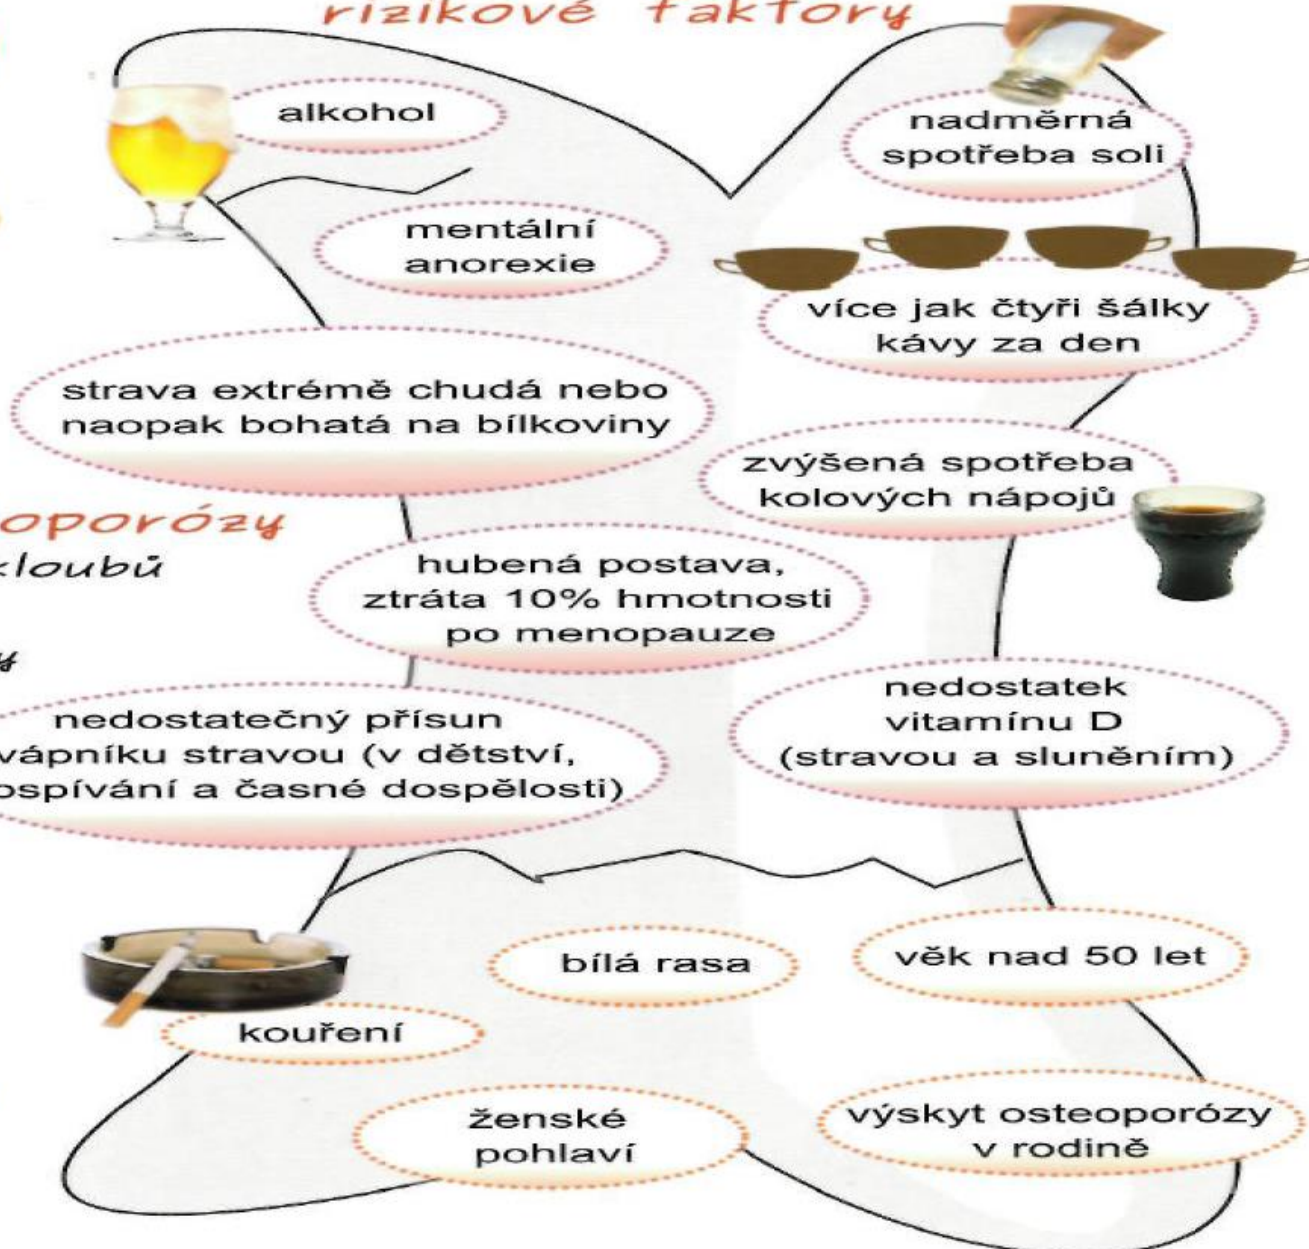 rizikové faktory
alkohol
nadměrná
spotřeba soli
mentální
anorexie
více jak čtyři šálky
kávy za den
strava extrémě chudá nebo
naopak bohatá na bílkoviny
zvýšená spotřeba
kolových nápojů
oporózy
kloubů
y
hubená postava,
ztráta 10% hmotnosti
po menopauze
nedostatek
vitamínu D
(stravou a sluněním)
nedostatečný přísun
vápníku stravou (v dětství,
ospívání a časné dospělosti)
bílá rasa
věk nad 50 let
kouření
ženské
pohlaví
výskyt osteoporózy
v rodině